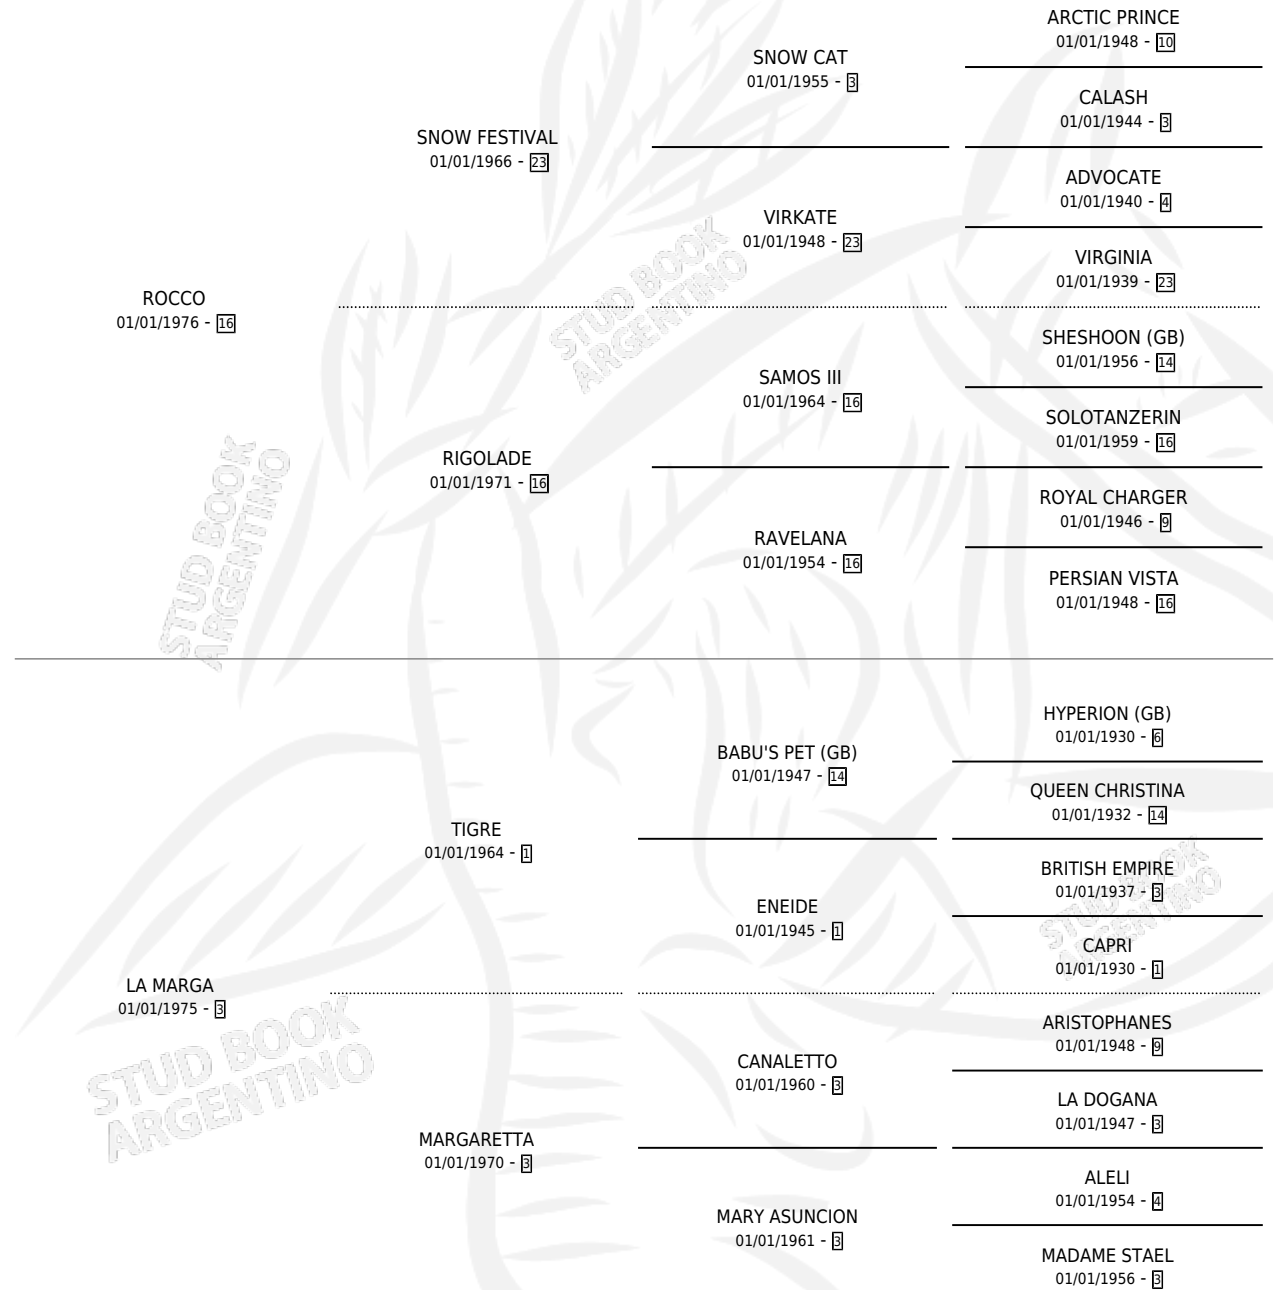 ARCTIC PRINCE
01/01/1948 - 10
SNOW CAT
01/01/1955 - 3
CALASH
01/01/1944 - 3
SNOW FESTIVAL
01/01/1966 - 23
ADVOCATE
01/01/1940 - 4
VIRKATE
01/01/1948 - 23
VIRGINIA
01/01/1939 - 23
ROCCO
01/01/1976 - 16
SHESHOON (GB)
01/01/1956 - 14
SAMOS III
01/01/1964 - 16
SOLOTANZERIN
01/01/1959 - 16
RIGOLADE
01/01/1971 - 16
ROYAL CHARGER
01/01/1946 - 9
RAVELANA
01/01/1954 - 16
PERSIAN VISTA
01/01/1948 - 16
HYPERION (GB)
01/01/1930 - 6
BABU'S PET (GB)
01/01/1947 - 14
QUEEN CHRISTINA
01/01/1932 - 14
TIGRE
01/01/1964 - 1
BRITISH EMPIRE
01/01/1937 - 3
ENEIDE
01/01/1945 - 1
CAPRI
01/01/1930 - 1
LA MARGA
01/01/1975 - 3
ARISTOPHANES
01/01/1948 - 9
CANALETTO
01/01/1960 - 3
LA DOGANA
01/01/1947 - 3
MARGARETTA
01/01/1970 - 3
ALELI
01/01/1954 - 4
MARY ASUNCION
01/01/1961 - 3
MADAME STAEL
01/01/1956 - 3
STUD BOOK
ARGENTINO
STUD BOOK
ARGENTINO
STUD BOOK
ARGENTINO
STUD BOOK
ARGENTINO